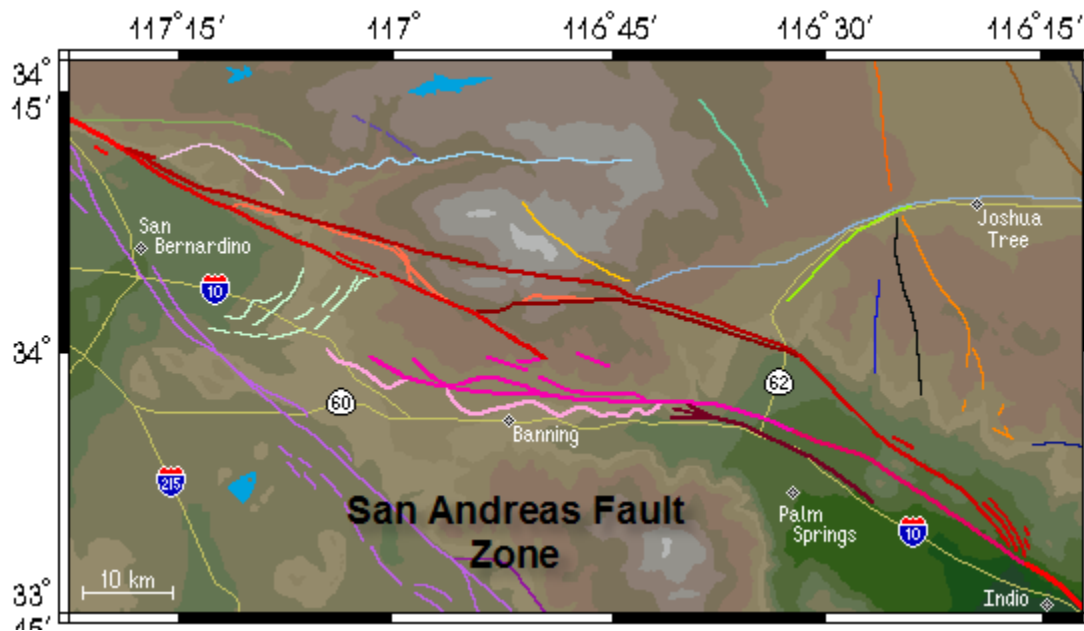 117°15′ 117° 116°45′ 116°30′ 116°15′
34°
15′
San
Bernardino
Joshua
Tree
10
34°
62
60
Banning
215
San Andreas Fault
Zone
Palm
Springs
10
10 km
Indio
33°
45′